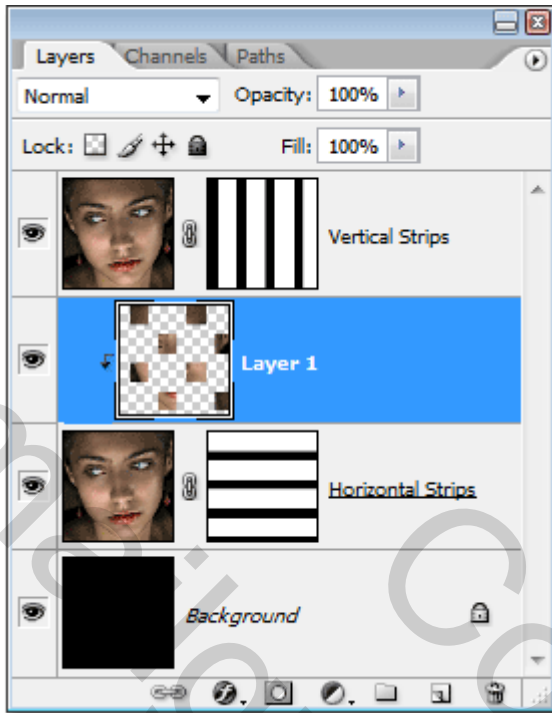 Layers Channels Paths
Normal Opacity: 100%
Lock: Fill: 100%
Vertical Strips
Layer 1
Horizontal Strips
Background